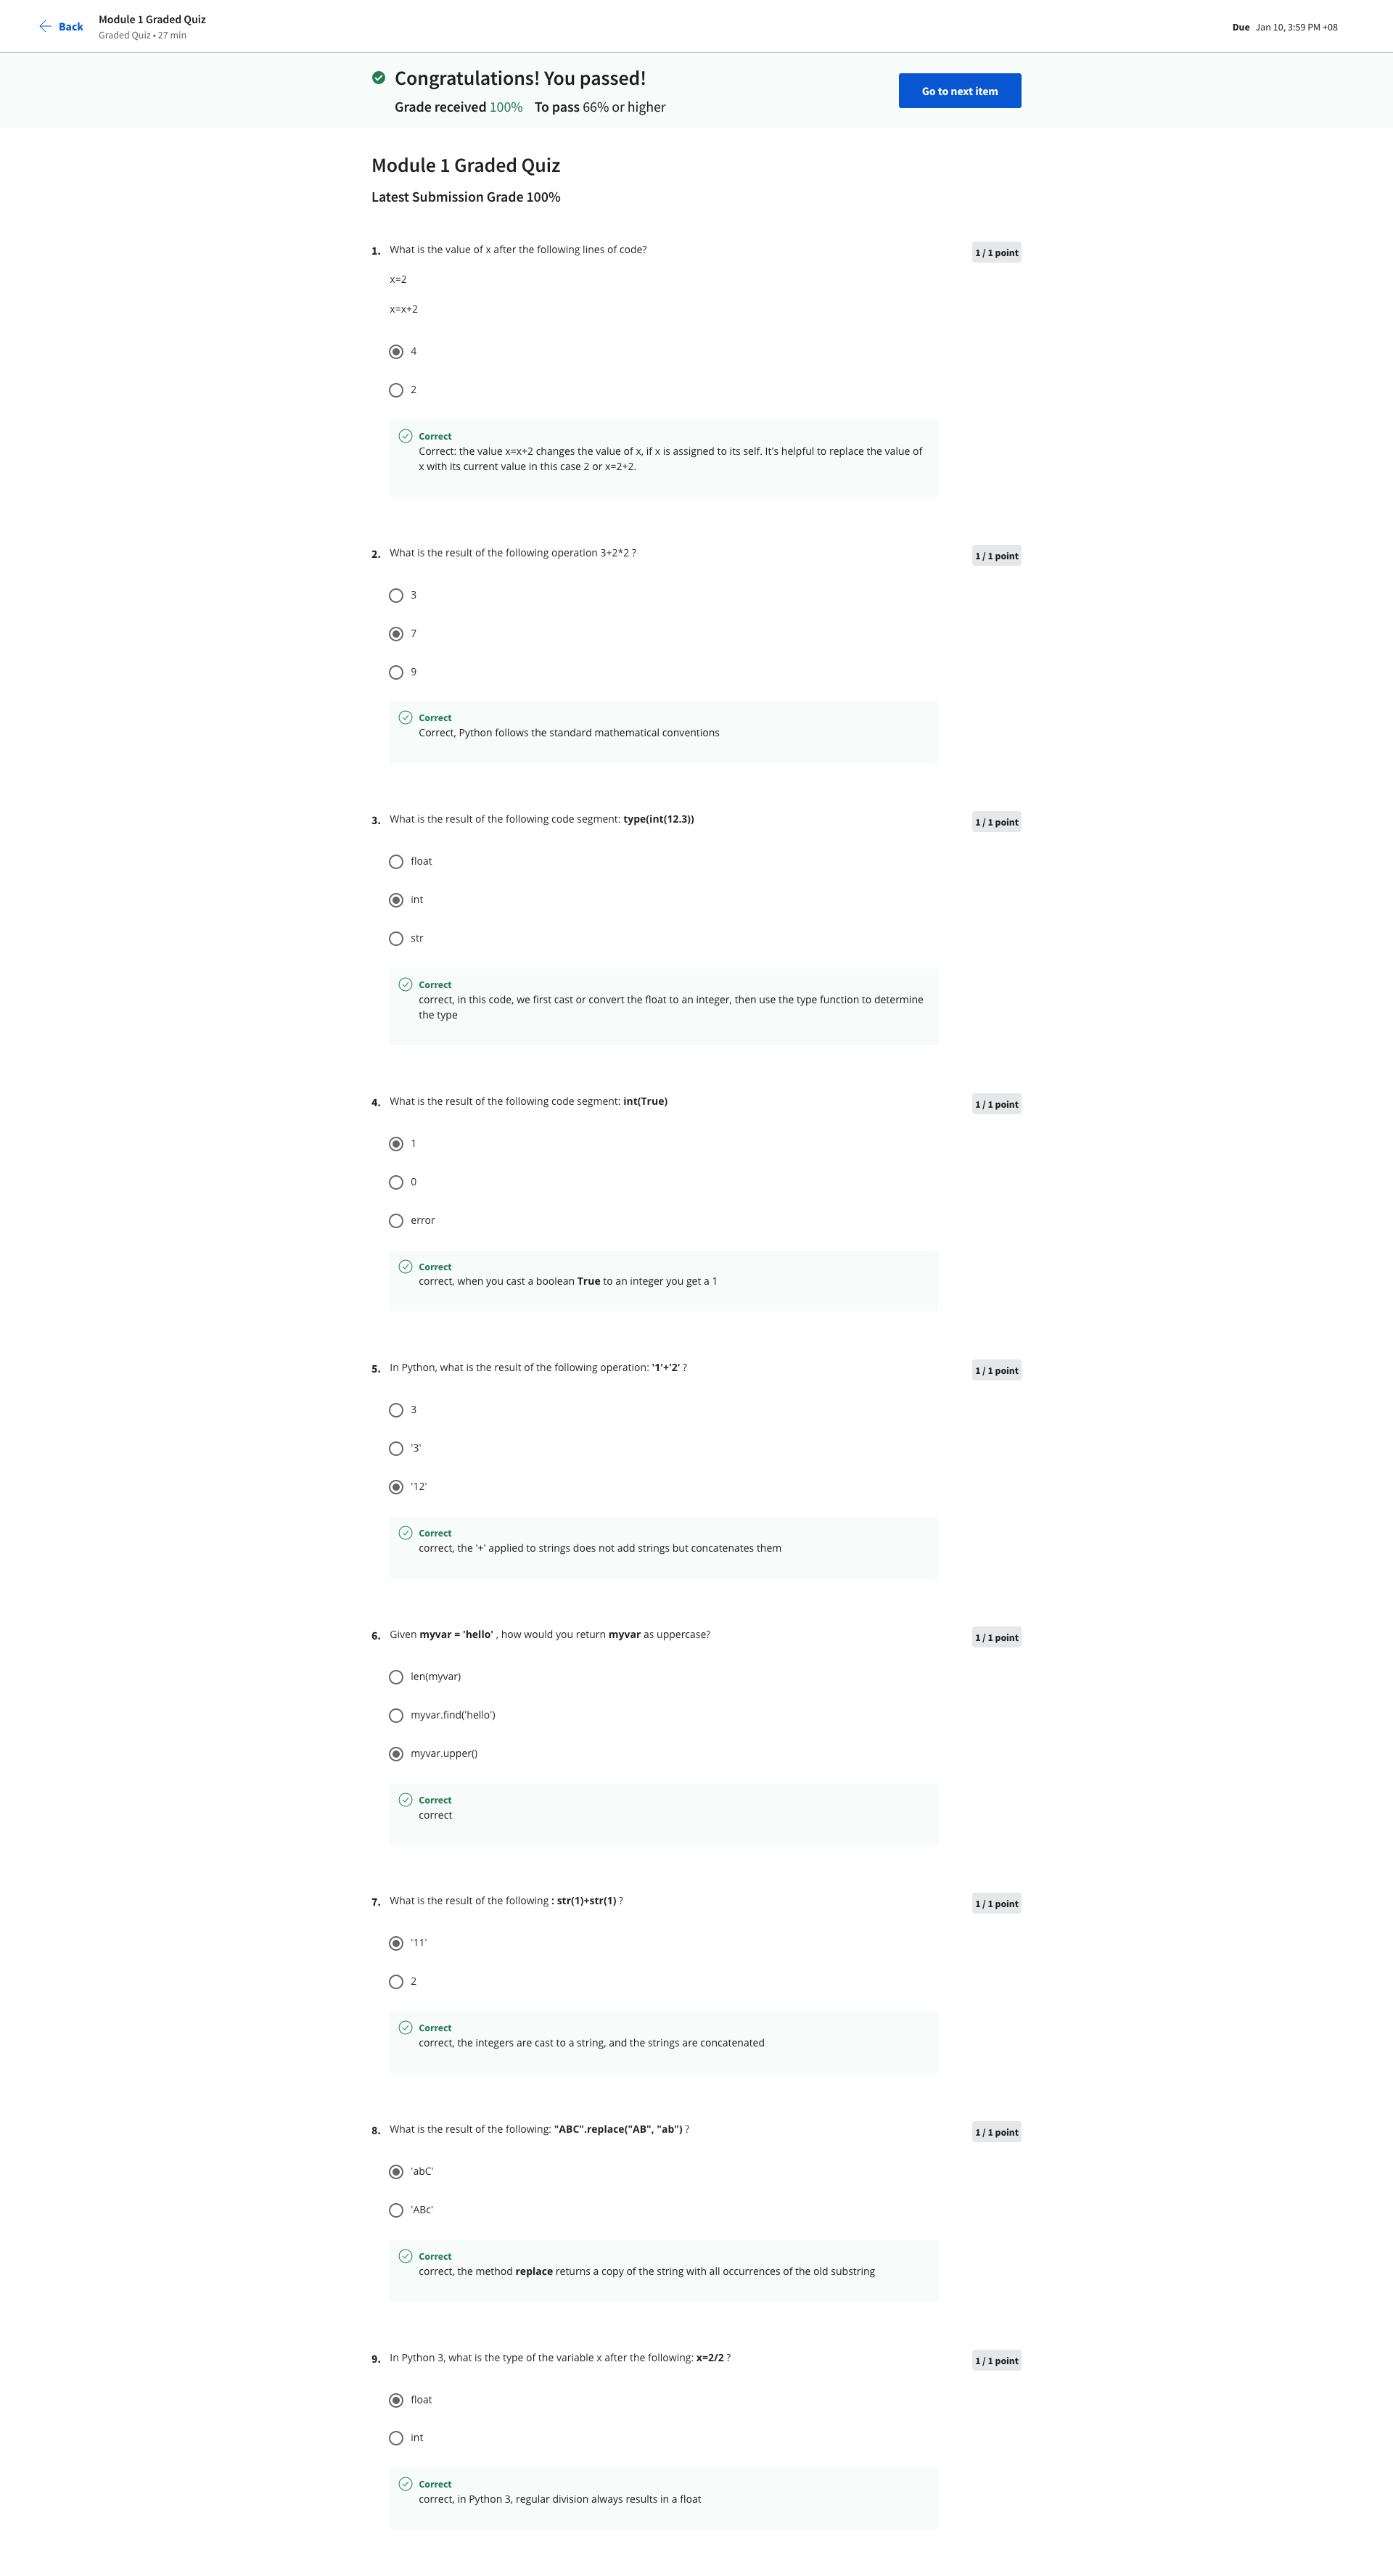 Back
Module 1 Graded Quiz
Graded Quiz • 27 min
Due Jan 10, 3:59 PM +08
Congratulations! You passed!
Grade received 100% To pass 66% or higher
Go to next item
Module 1 Graded Quiz
Latest Submission Grade 100%
1. What is the value of x after the following lines of code?
1 / 1 point
x=2
x=x+2
4
2
Correct
Correct: the value x=x+2 changes the value of x, if x is assigned to its self. It's helpful to replace the value of
x with its current value in this case 2 or x=2+2.
2. What is the result of the following operation 3+2*2 ?
1 / 1 point
3
7
9
Correct
Correct, Python follows the standard mathematical conventions
3. What is the result of the following code segment: type(int(12.3))
1 / 1 point
float
int
str
Correct
correct, in this code, we first cast or convert the float to an integer, then use the type function to determine
the type
4. What is the result of the following code segment: int(True)
1 / 1 point
1
0
error
Correct
correct, when you cast a boolean True to an integer you get a 1
5. In Python, what is the result of the following operation: '1'+'2' ?
1 / 1 point
3
'3'
'12'
Correct
correct, the '+' applied to strings does not add strings but concatenates them
6. Given myvar = 'hello' , how would you return myvar as uppercase?
1 / 1 point
len(myvar)
myvar.find('hello')
myvar.upper()
Correct
correct
7. What is the result of the following : str(1)+str(1) ?
1 / 1 point
'11'
2
Correct
correct, the integers are cast to a string, and the strings are concatenated
8. What is the result of the following: "ABC".replace("AB", "ab") ?
1 / 1 point
'abC'
'ABc'
Correct
correct, the method replace returns a copy of the string with all occurrences of the old substring
9. In Python 3, what is the type of the variable x after the following: x=2/2 ?
1 / 1 point
float
int
Correct
correct, in Python 3, regular division always results in a float